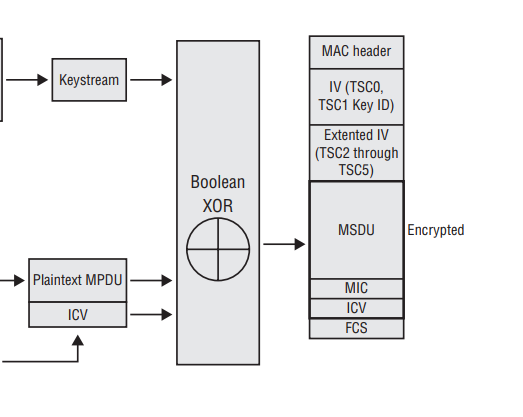 Keystream
Boolean
XOR
Plaintext MPDU
ICV
MAC header
IV (TSC0,
TSC1 Key ID)
Extented IV
(TSC2 through
TSC5)
MSDU
Encrypted
MIC
ICV
FCS